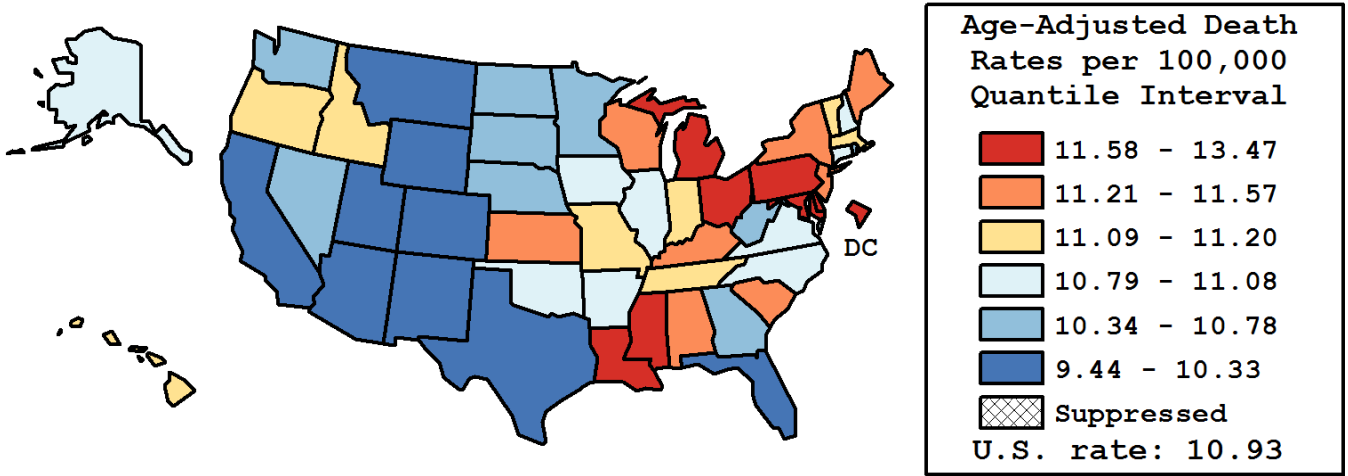 DC
Age-Adjusted Death
Rates per 100,000
Quantile Interval
11.58 - 13.47
11.21 - 11.57
11.09 - 11.20
10.79 - 11.08
10.34 - 10.78
9.44 - 10.33
Suppressed
U.S. rate: 10.93